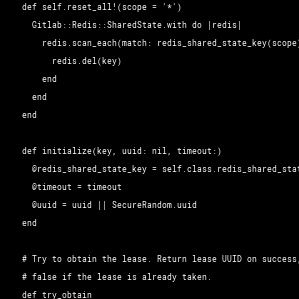 def self.reset_all!(scope = '*')
Gitlab::Redis::SharedState.with do |redis|
redis.scan_each(match: redis_shared_state_key(scope)
redis.del(key)
end
end
end
def initialize(key, uuid: nil, timeout:)
@redis_shared_state_key = self.class.redis_shared_stat
@timeout = timeout
@uuid = uuid || SecureRandom.uuid
end
# Try to obtain the lease. Return lease UUID on success,
# false if the lease is already taken.
def try_obtain